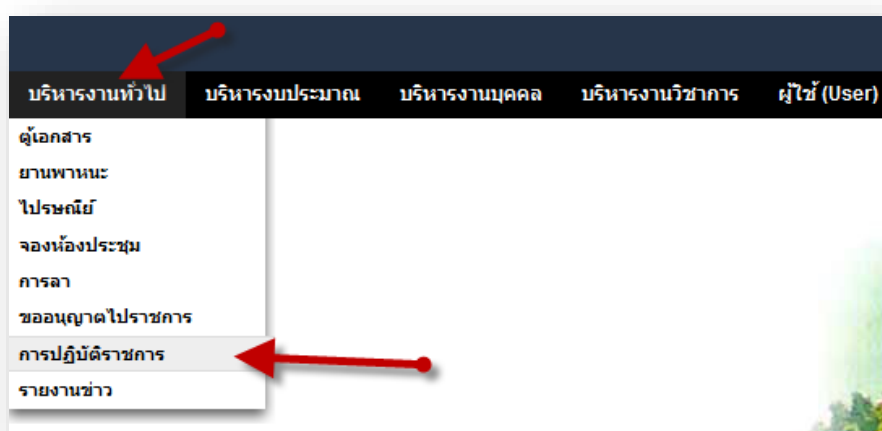 บริหารงานทั่วไป บริหารงบประมาณ บริหารงานบุคคล บริหารงานวิชาการ ผู้ใช้ (User)
ตู้เอกสาร
ยานพาหนะ
ไปรษณีย์
จองห้องประชุม
การลา
ขออนุญาตไปราชการ
การปฏิบัติราชการ
รายงานข่าว